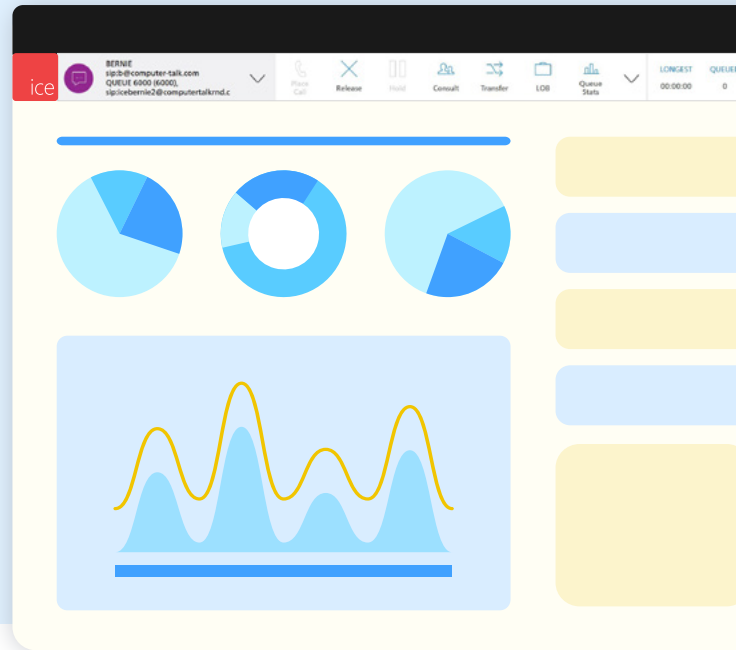 ice
BERNIE
sip:b@computer-talk.com
QUEUE 6000 (6000),
sip:icebernie2@computertalkrnd.c
Place
Call
Release
Hold
Consult
Transfer
LOB
Queue
Stats
LONGEST
00:00:00
QUEUE
0